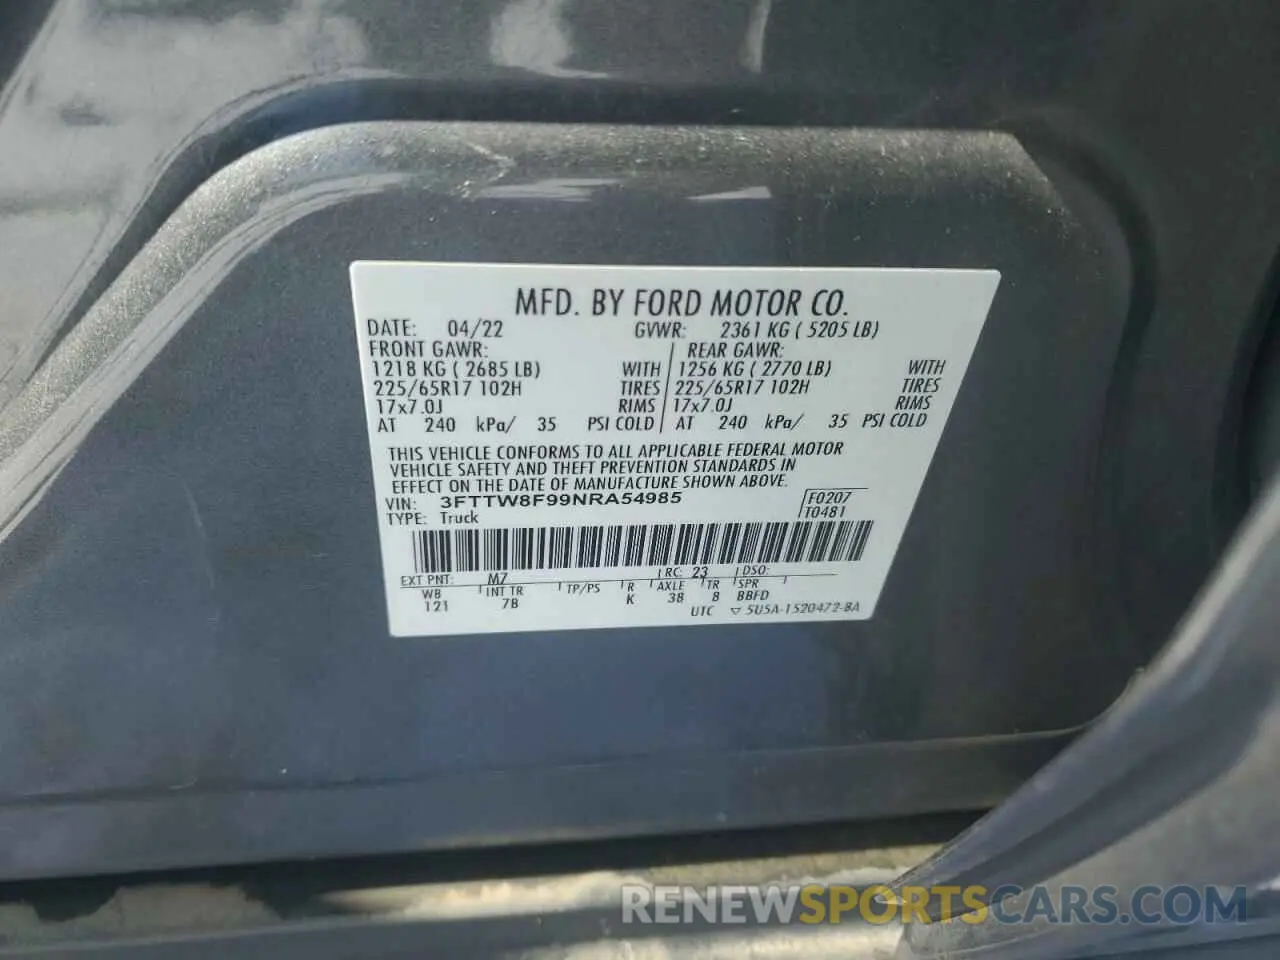 MFD. BY FORD MOTOR CO.
DATE: 04/22 GVWR: 2361 KG ( 5205 LB)
FRONT GAWR: REAR GAWR:
1218 KG ( 2685 LB) WITH 1256 KG ( 2770 LB) WITH
225/65R17 102H TIRES 225/65R17 102H TIRES
17x7.0J RIMS 17x7.0J RIMS
AT 240 kPa/ 35 PSI COLD AT 240 kPa/ 35 PSI COLD
THIS VEHICLE CONFORMS TO ALL APPLICABLE FEDERAL MOTOR
VEHICLE SAFETY AND THEFT PREVENTION STANDARDS IN
EFFECT ON THE DATE OF MANUFACTURE SHOWN ABOVE.
VIN: 3FTTW8F99NRA54985 F0207
TYPE: Truck T0481
EXT PNT: M7 RC: 23 DSO:
WB INT TR TP/PS R AXLE TR SPR
121 7B K 38 8 BBFD
UTC ▽ 5U5A-1520472-BA
RENEWSPORTSCARS.COM